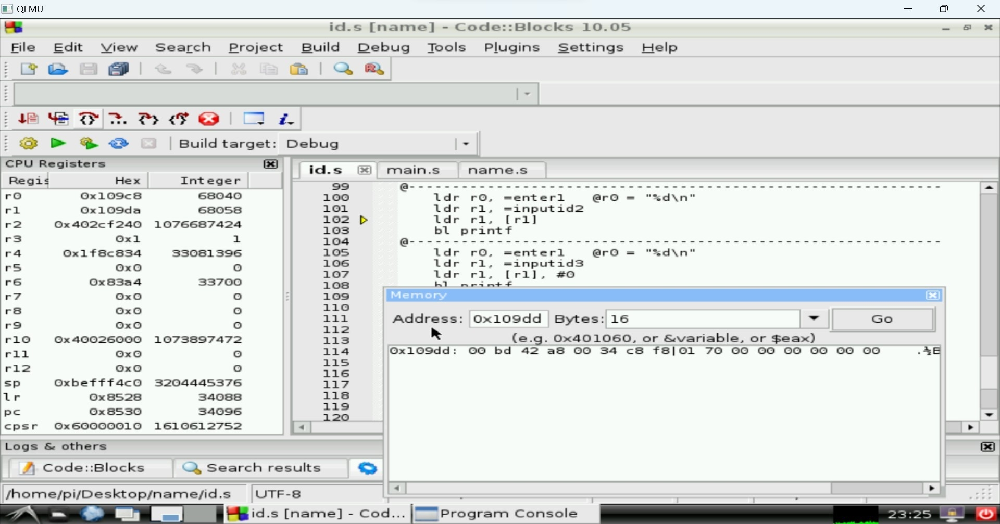 QEMU
id.s [name] - Code::Blocks 10.05
File Edit View Search Project Build Debug Tools Plugins Settings Help
Build target: Debug
CPU Registers
Regis Hex Integer
r0 0x109c8 68040
r1 0x109da 68058
r2 0x402cf240 1076687424
r3 0x1 1
r4 0x1f8c834 33081396
r5 0x0 0
r6 0x83a4 33700
r7 0x0 0
r8 0x0 0
r9 0x0 0
r10 0x40026000 1073897472
r11 0x0 0
r12 0x0 0
sp 0xbefff4c0 3204445376
lr 0x8528 34088
pc 0x8530 34096
cpsr 0x60000010 1610612752
id.s main.s name.s
99 @----------------------------------------------------------------
100 ldr r0, =enter1 @r0 = "%d\n"
101 ldr r1, =inputid2
102 ldr r1, [r1]
103 bl printf
104 @----------------------------------------------------------------
105 ldr r0, =enter1 @r0 = "%d\n"
106 ldr r1, =inputid3
107 ldr r1, [r1], #0
108 bl printf
109
110
111
112
113
114
115
116
117
118
119
120
Memory
Address: 0x109dd Bytes: 16 Go
(e.g. 0x401060, or &variable, or $eax)
0x109dd: 00 bd 42 a8 00 34 c8 f8|01 70 00 00 00 00 00 00 .½B
Logs & others
Code::Blocks Search results
/home/pi/Desktop/name/id.s UTF-8
id.s [name] - Cod... Program Console 23:25